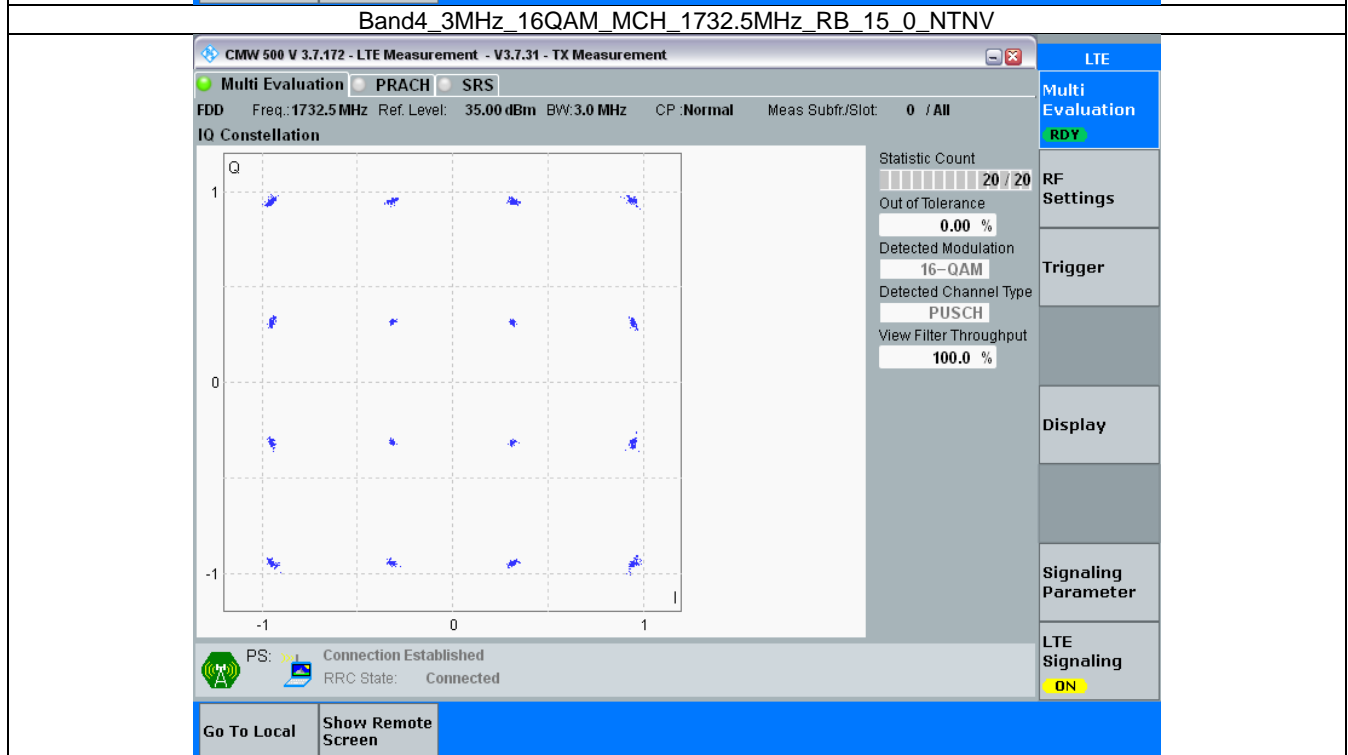 Band4_3MHz_16QAM_MCH_1732.5MHz_RB_15_0_NTNV
CMW 500 V 3.7.172 - LTE Measurement - V3.7.31 - TX Measurement
LTE
Multi Evaluation PRACH SRS
FDD Freq.:1732.5 MHz Ref. Level: 35.00 dBm BW:3.0 MHz CP :Normal Meas Subfr./Slot: 0 / All
IQ Constellation
Multi
Evaluation
RDY
Q
1
0
-1
I
-1 0 1
Statistic Count
20 / 20
Out of Tolerance
0.00 %
Detected Modulation
16-QAM
Detected Channel Type
PUSCH
View Filter Throughput
100.0 %
RF
Settings
Trigger
Display
Signaling
Parameter
LTE
Signaling
ON
PS: Connection Established
RRC State: Connected
Go To Local
Show Remote
Screen